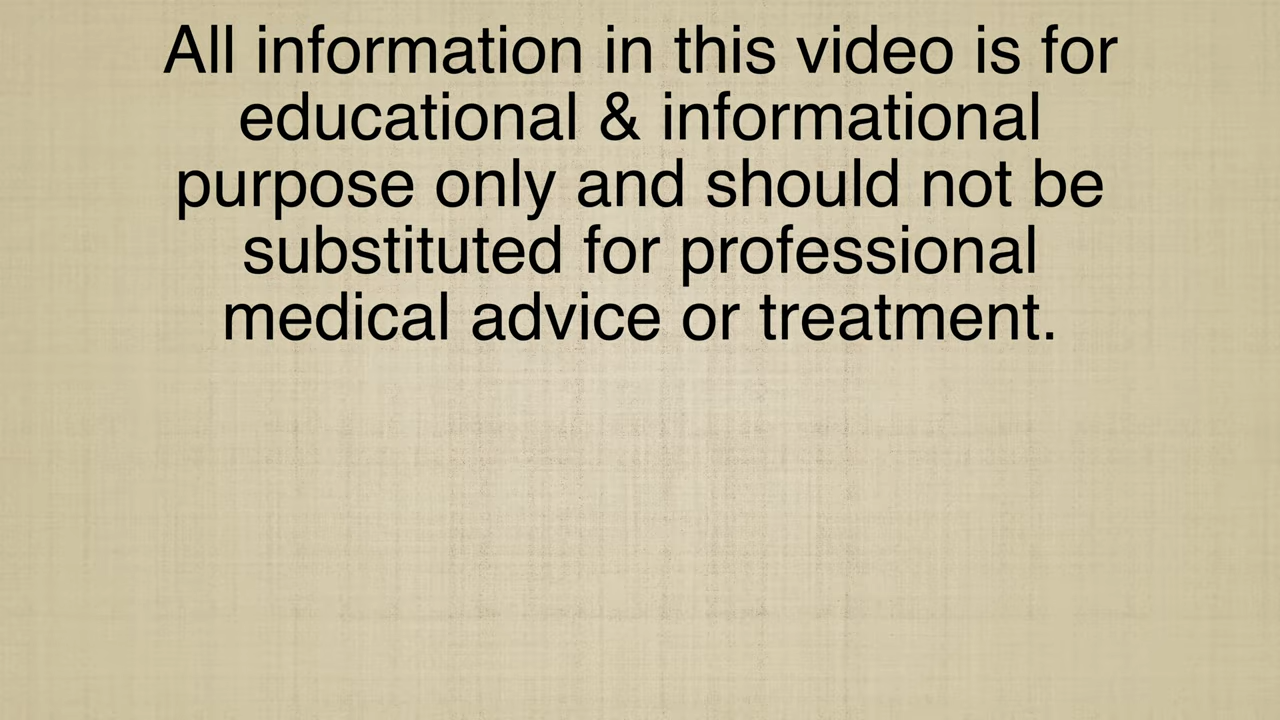 All information in this video is for
educational & informational
purpose only and should not be
substituted for professional
medical advice or treatment.